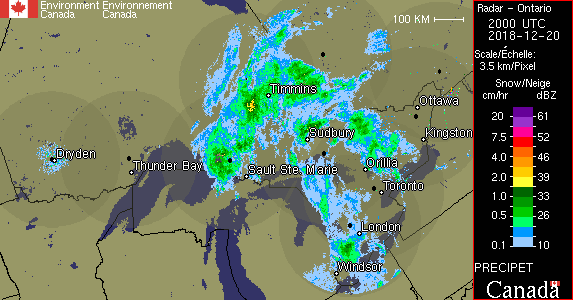 Environment Environnement
Canada Canada
100 KM
Timmins
Ottawa
Sudbury
Kingston
Dryden
Thunder Bay
Sault Ste. Marie
Orillia
Toronto
London
Windsor
Radar - Ontario
2000 UTC
2018-12-20
Scale/Échelle:
3.5 km/Pixel
Snow/Neige
cm/hr dBZ
20 61
7.5 52
4.0 46
2.0 39
1.0 33
0.5 26
0.1 10
PRECIPET
Canada